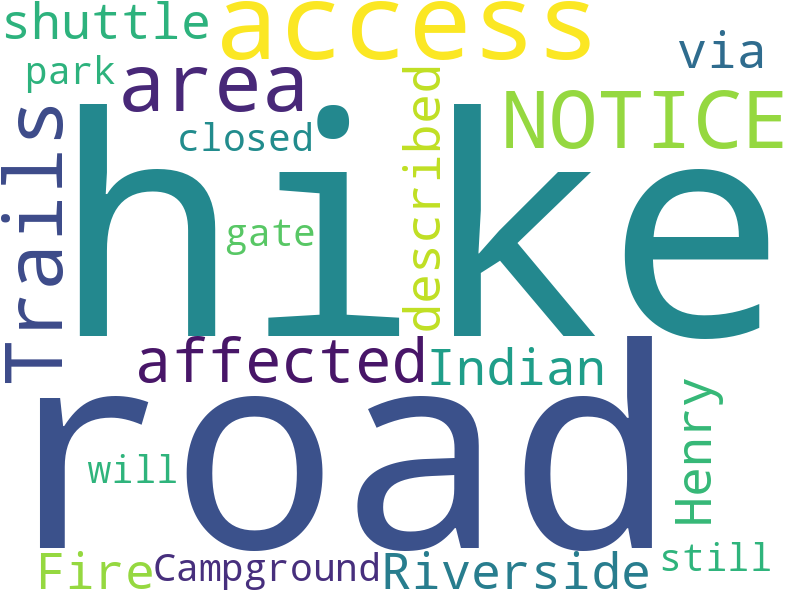 shuttle
access
via
park
area
described
NOTICE
Trails
closed
hike
gate
affected
Indian
road
Henry
will
still
Fire
Campground
Riverside